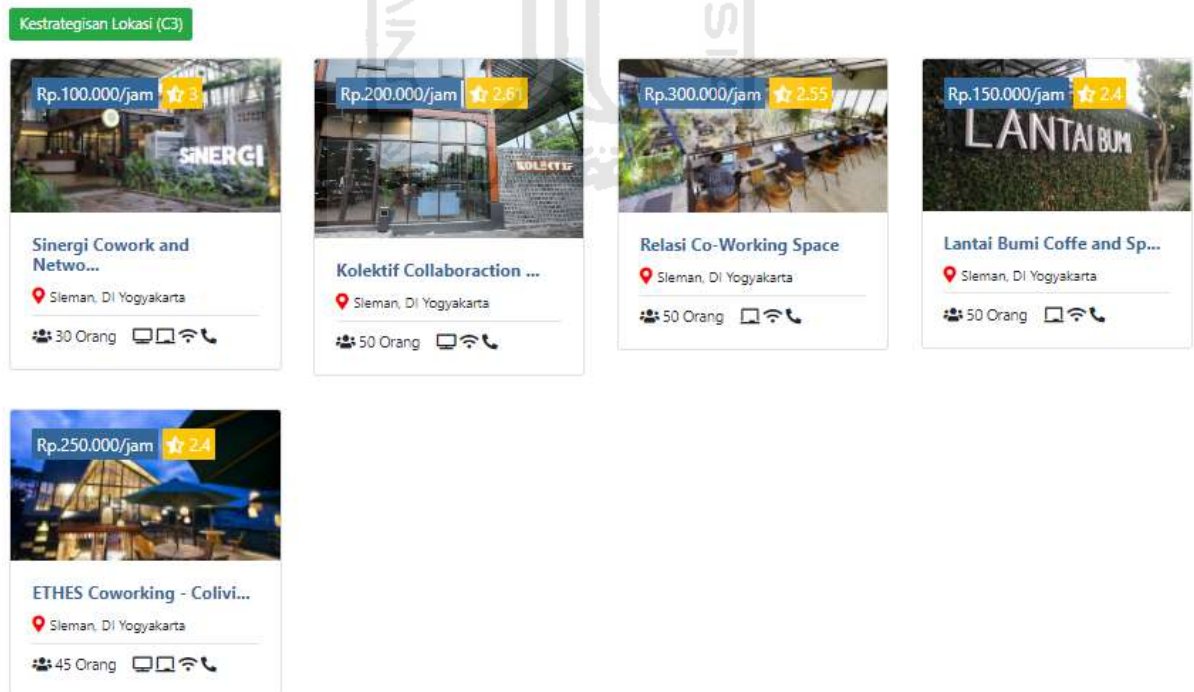 Kestrategisan Lokasi (C3)
Rp.100.000/jam 3
SINERGI
Sinergi Cowork and
Netwo...
Sleman, DI Yogyakarta
30 Orang
Rp.200.000/jam 2.61
KOLEKTIF
Kolektif Collaboraction ...
Sleman, DI Yogyakarta
50 Orang
Rp.300.000/jam 2.55
Relasi Co-Working Space
Sleman, DI Yogyakarta
50 Orang
Rp.150.000/jam 2.4
LANTAI BUMI
Lantai Bumi Coffe and Sp...
Sleman, DI Yogyakarta
50 Orang
Rp.250.000/jam 2.4
ETHES Coworking - Colivi...
Sleman, DI Yogyakarta
45 Orang